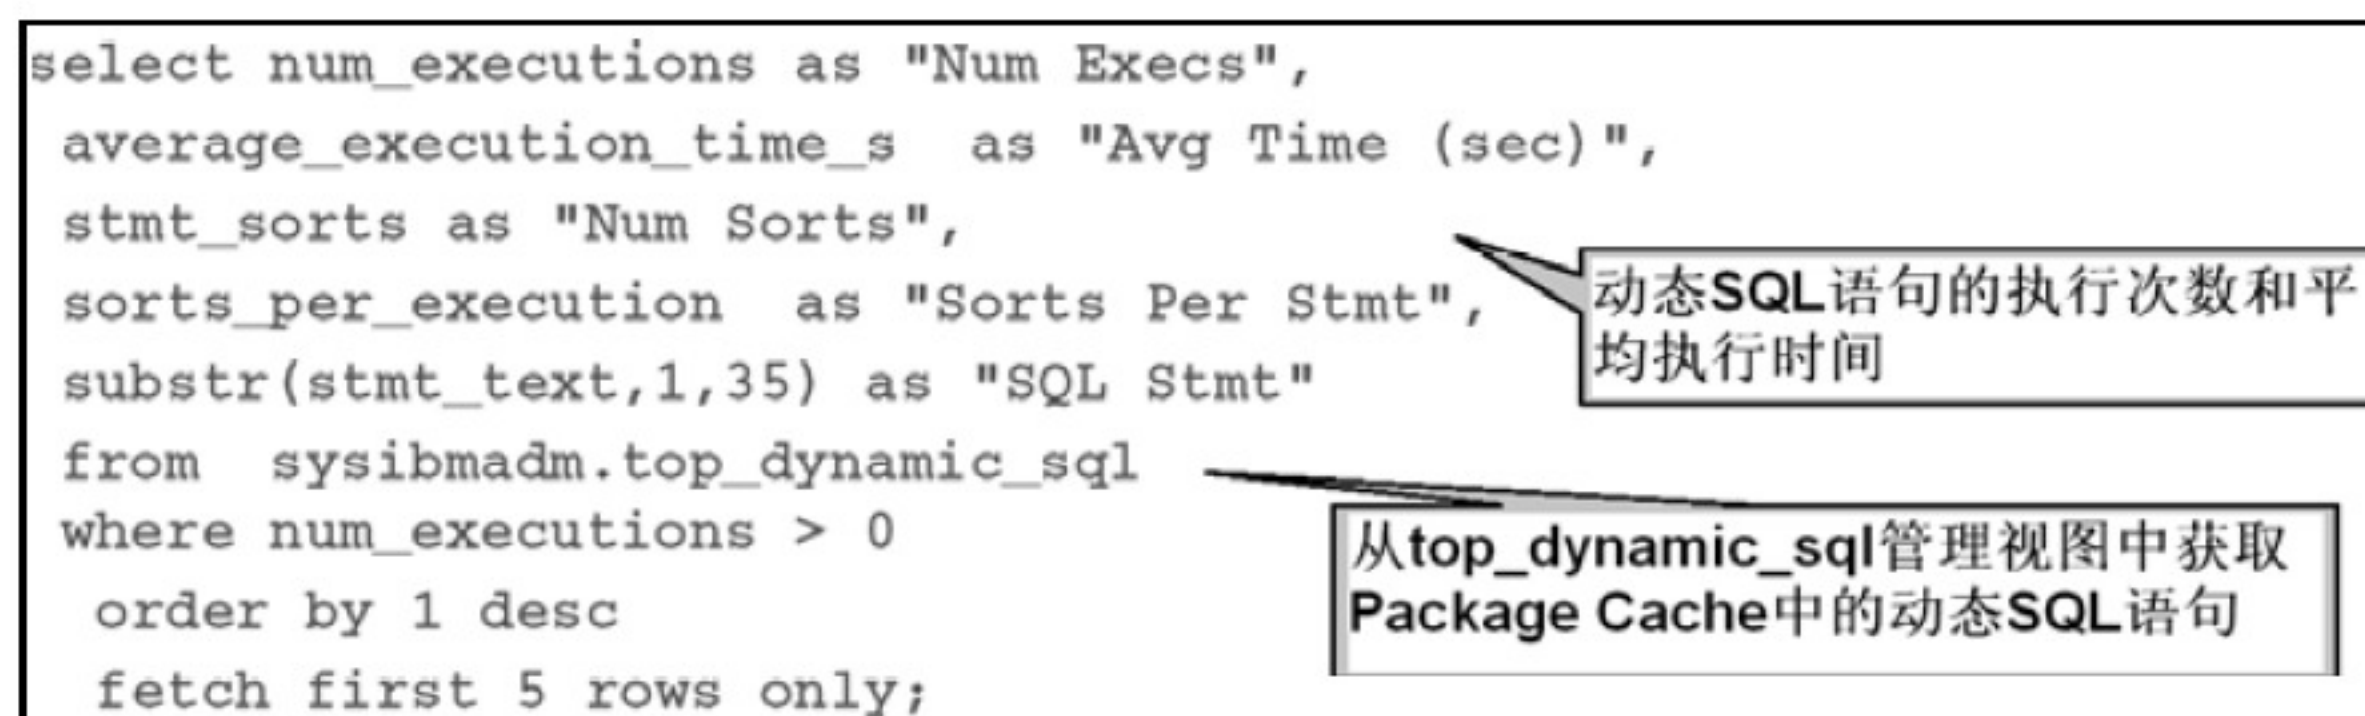 select num_executions as "Num Execs",
average_execution_time_s as "Avg Time (sec)",
stmt_sorts as "Num Sorts",
sorts_per_execution as "Sorts Per Stmt",
substr(stmt_text,1,35) as "SQL Stmt"
from sysibmadm.top_dynamic_sql
where num_executions > 0
order by 1 desc
fetch first 5 rows only;
动态SQL语句的执行次数和平
均执行时间
从top_dynamic_sql管理视图中获取
Package Cache中的动态SQL语句